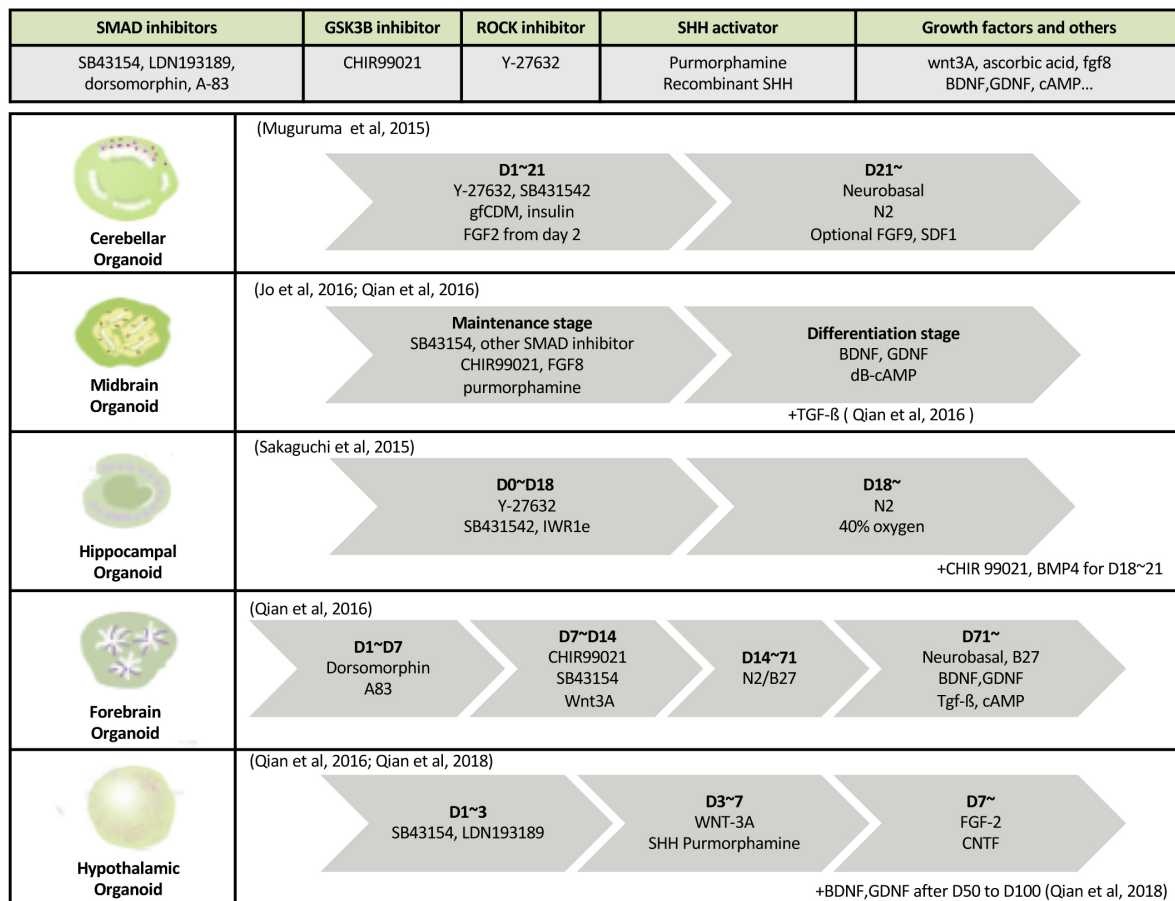 SMAD inhibitors
GSK3B inhibitor
ROCK inhibitor
SHH activator
Growth factors and others
SB43154, LDN193189,
dorsomorphin, A-83
CHIR99021
Y-27632
Purmorphamine
Recombinant SHH
wnt3A, ascorbic acid, fgf8
BDNF,GDNF, cAMP...
Cerebellar
Organoid
(Muguruma et al, 2015)
D1~21
Y-27632, SB431542
gfCDM, insulin
FGF2 from day 2
D21~
Neurobasal
N2
Optional FGF9, SDF1
Midbrain
Organoid
(Jo et al, 2016; Qian et al, 2016)
Maintenance stage
SB43154, other SMAD inhibitor
CHIR99021, FGF8
purmorphamine
Differentiation stage
BDNF, GDNF
dB-cAMP
+TGF-ß ( Qian et al, 2016 )
Hippocampal
Organoid
(Sakaguchi et al, 2015)
D0~D18
Y-27632
SB431542, IWR1e
D18~
N2
40% oxygen
+CHIR 99021, BMP4 for D18~21
Forebrain
Organoid
(Qian et al, 2016)
D1~D7
Dorsomorphin
A83
D7~D14
CHIR99021
SB43154
Wnt3A
D14~71
N2/B27
D71~
Neurobasal, B27
BDNF,GDNF
Tgf-ß, cAMP
Hypothalamic
Organoid
(Qian et al, 2016; Qian et al, 2018)
D1~3
SB43154, LDN193189
D3~7
WNT-3A
SHH Purmorphamine
D7~
FGF-2
CNTF
+BDNF,GDNF after D50 to D100 (Qian et al, 2018)